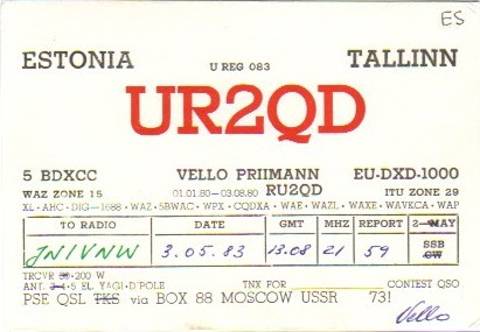 ES
ESTONIA U REG 083 TALLINN
UR2QD
5 BDXCC VELLO PRIIMANN EU-DXD-1000
WAZ ZONE 15 01.01.80—03.08.80 RU2QD ITU ZONE 29
XL · AHC · DIG—1688 · WAZ · 5BWAC · WPX · CQDXA · WAE · WAZL · WAXE · WAVKCA · WAP
TO RADIO DATE GMT MHZ REPORT 2-WAY
JN1VNW 3.05.83 13.08 21 59 SSB
CW
TRCVR 200 W
ANT. 3-4-5 EL. YAGI-D'POLE TNX FOR CONTEST QSO
PSE QSL TKS via BOX 88 MOSCOW USSR 73!
Vello